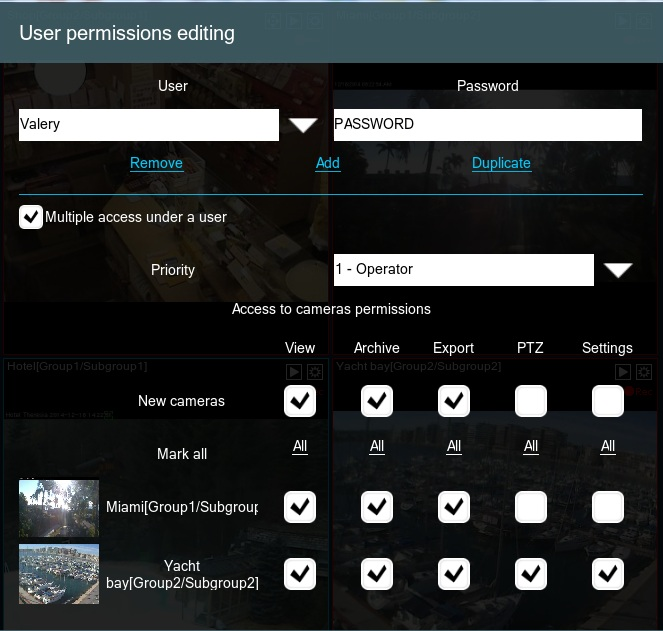 User permissions editing
User Password
Valery PASSWORD
Remove Add Duplicate
Multiple access under a user
Priority 1 - Operator
Access to cameras permissions
View Archive Export PTZ Settings
Hotel[Group1/Subgroup1] Yacht bay[Group2/Subgroup2]
New cameras
Mark all All All All All All
Miami[Group1/Subgroup
Yacht
bay[Group2/Subgroup2]